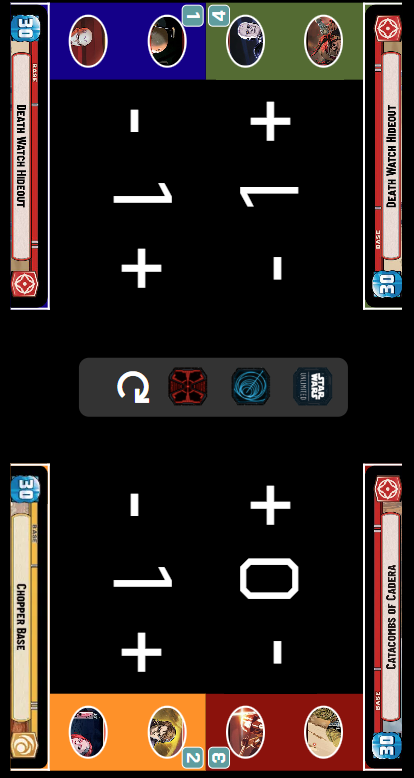 30
BASE
DEATH WATCH HIDEOUT
1
- 1 +
4
+ 1 -
30
BASE
DEATH WATCH HIDEOUT
STAR
WARS
UNLIMITED
30
BASE
CHOPPER BASE
2
- 1 +
3
+ 0 -
30
BASE
CATACOMBS OF CADERA